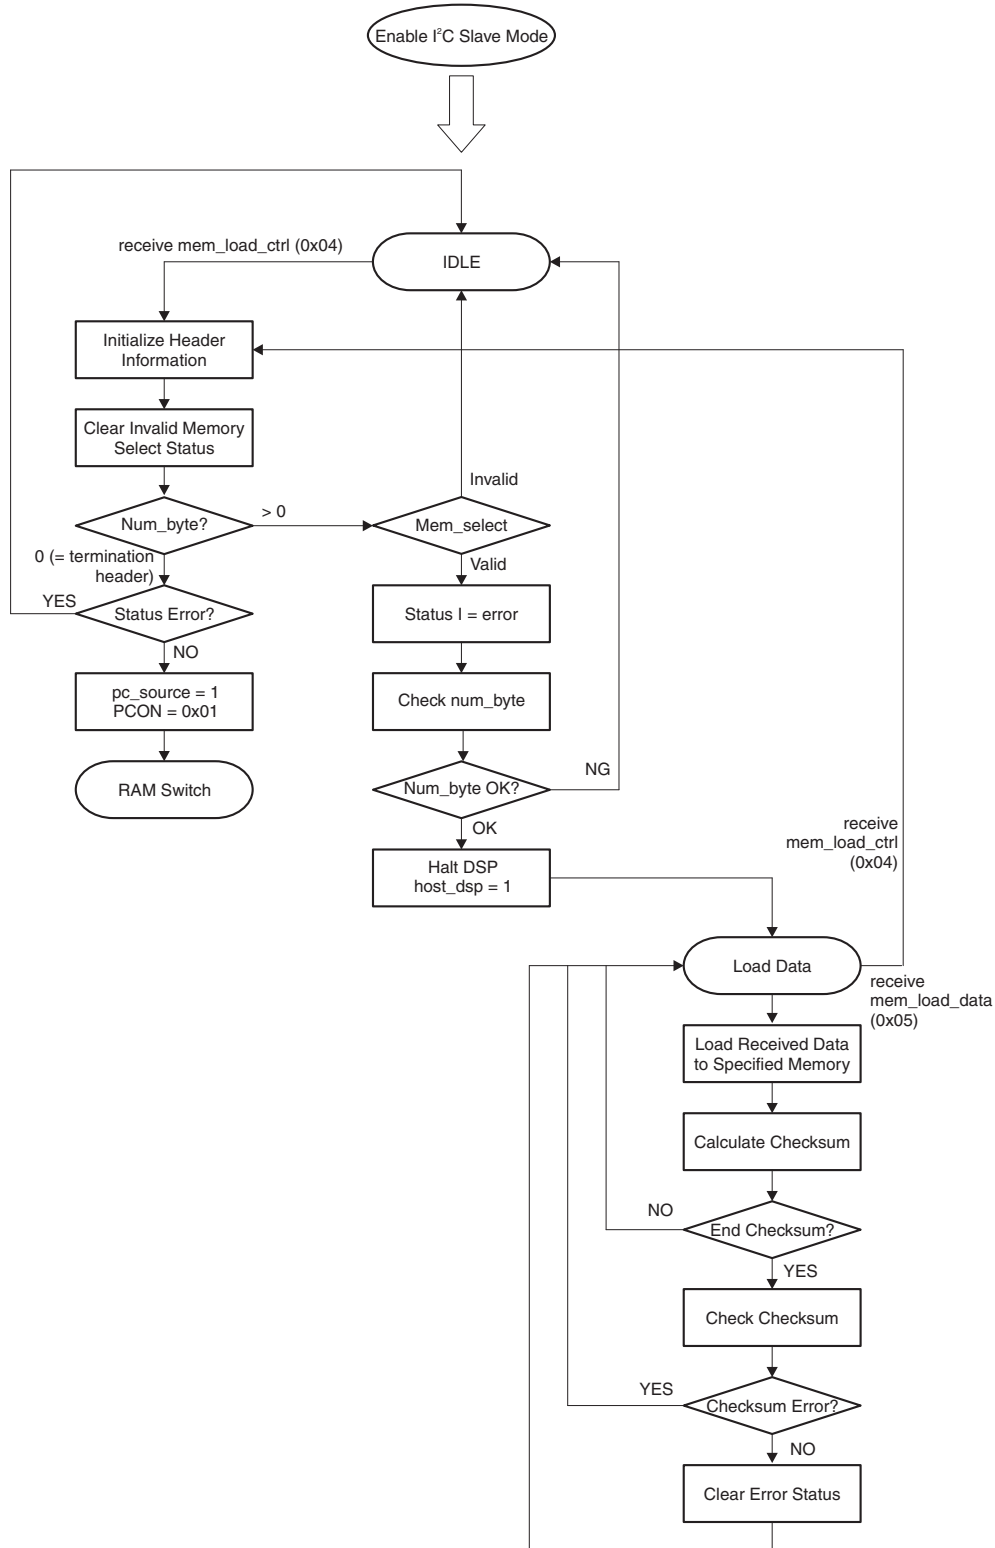 Enable I²C Slave Mode
receive mem_load_ctrl (0x04)
IDLE
Initialize Header
Information
Clear Invalid Memory
Select Status
Invalid
Num_byte?
> 0
Mem_select
0 (= termination
header)
Valid
YES
Status Error?
Status I = error
NO
pc_source = 1
PCON = 0x01
Check num_byte
RAM Switch
Num_byte OK?
NG
OK
Halt DSP
host_dsp = 1
receive
mem_load_ctrl
(0x04)
Load Data
receive
mem_load_data
(0x05)
Load Received Data
to Specified Memory
Calculate Checksum
NO
End Checksum?
YES
Check Checksum
YES
Checksum Error?
NO
Clear Error Status